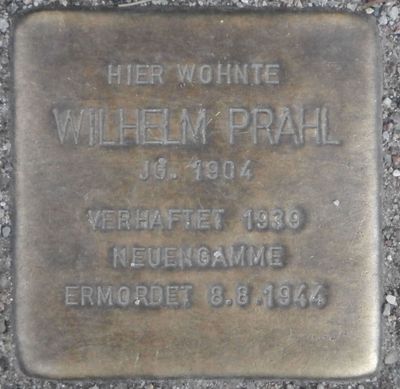 HIER WOHNTE
WILHELM PRAHL
JG. 1904
VERHAFTET 1939
NEUENGAMME
ERMORDET 8.8.1944